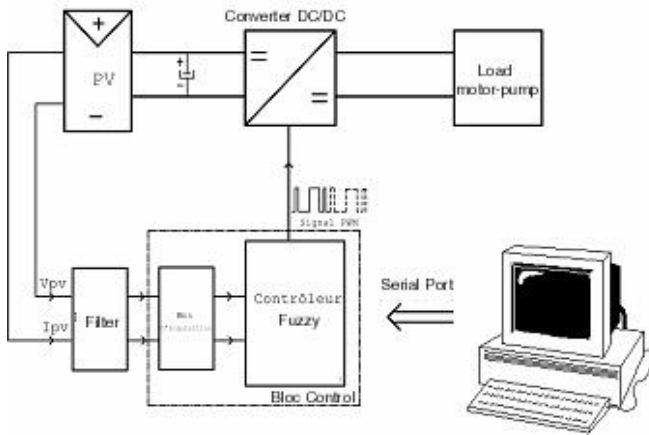 Converter DC/DC
+
PV
-
+
-
=
=
Load
motor-pump
Signal PWM
Vpv
Ipv
Filter
Contrôleur
Fuzzy
Serial Port
Bloc Control